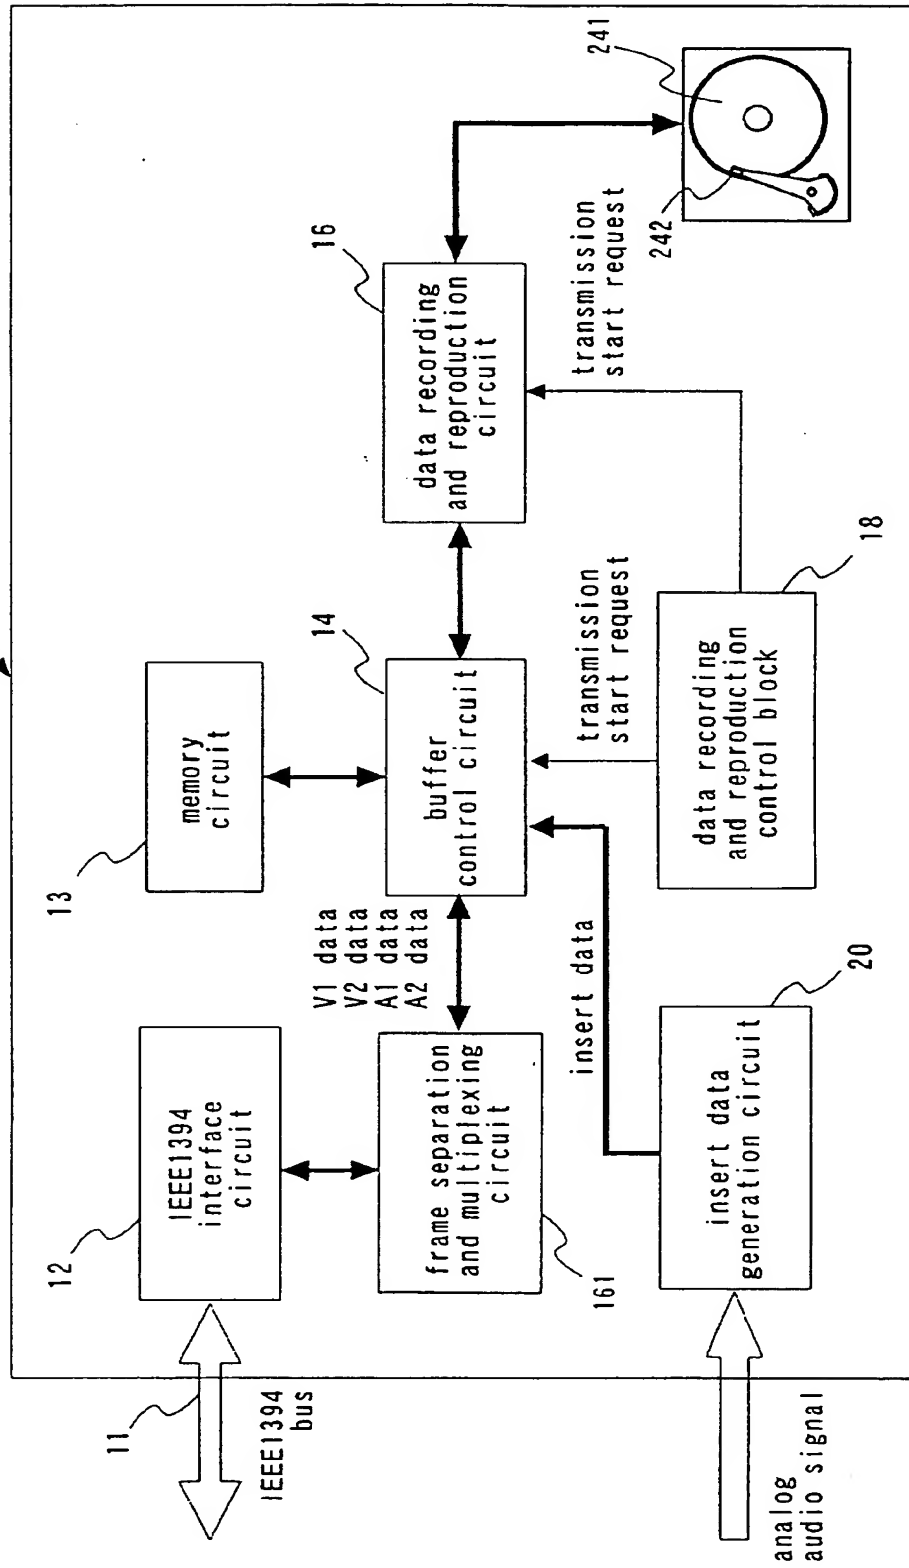 11
IEEE1394
bus
12
IEEE1394
interface
circuit
13
memory
circuit
161
frame separation
and multiplexing
circuit
V1 data
V2 data
A1 data
A2 data
14
buffer
control circuit
16
data recording
and reproduction
circuit
241
242
transmission
start request
transmission
start request
insert data
analog
audio signal
20
insert data
generation circuit
18
data recording
and reproduction
control block